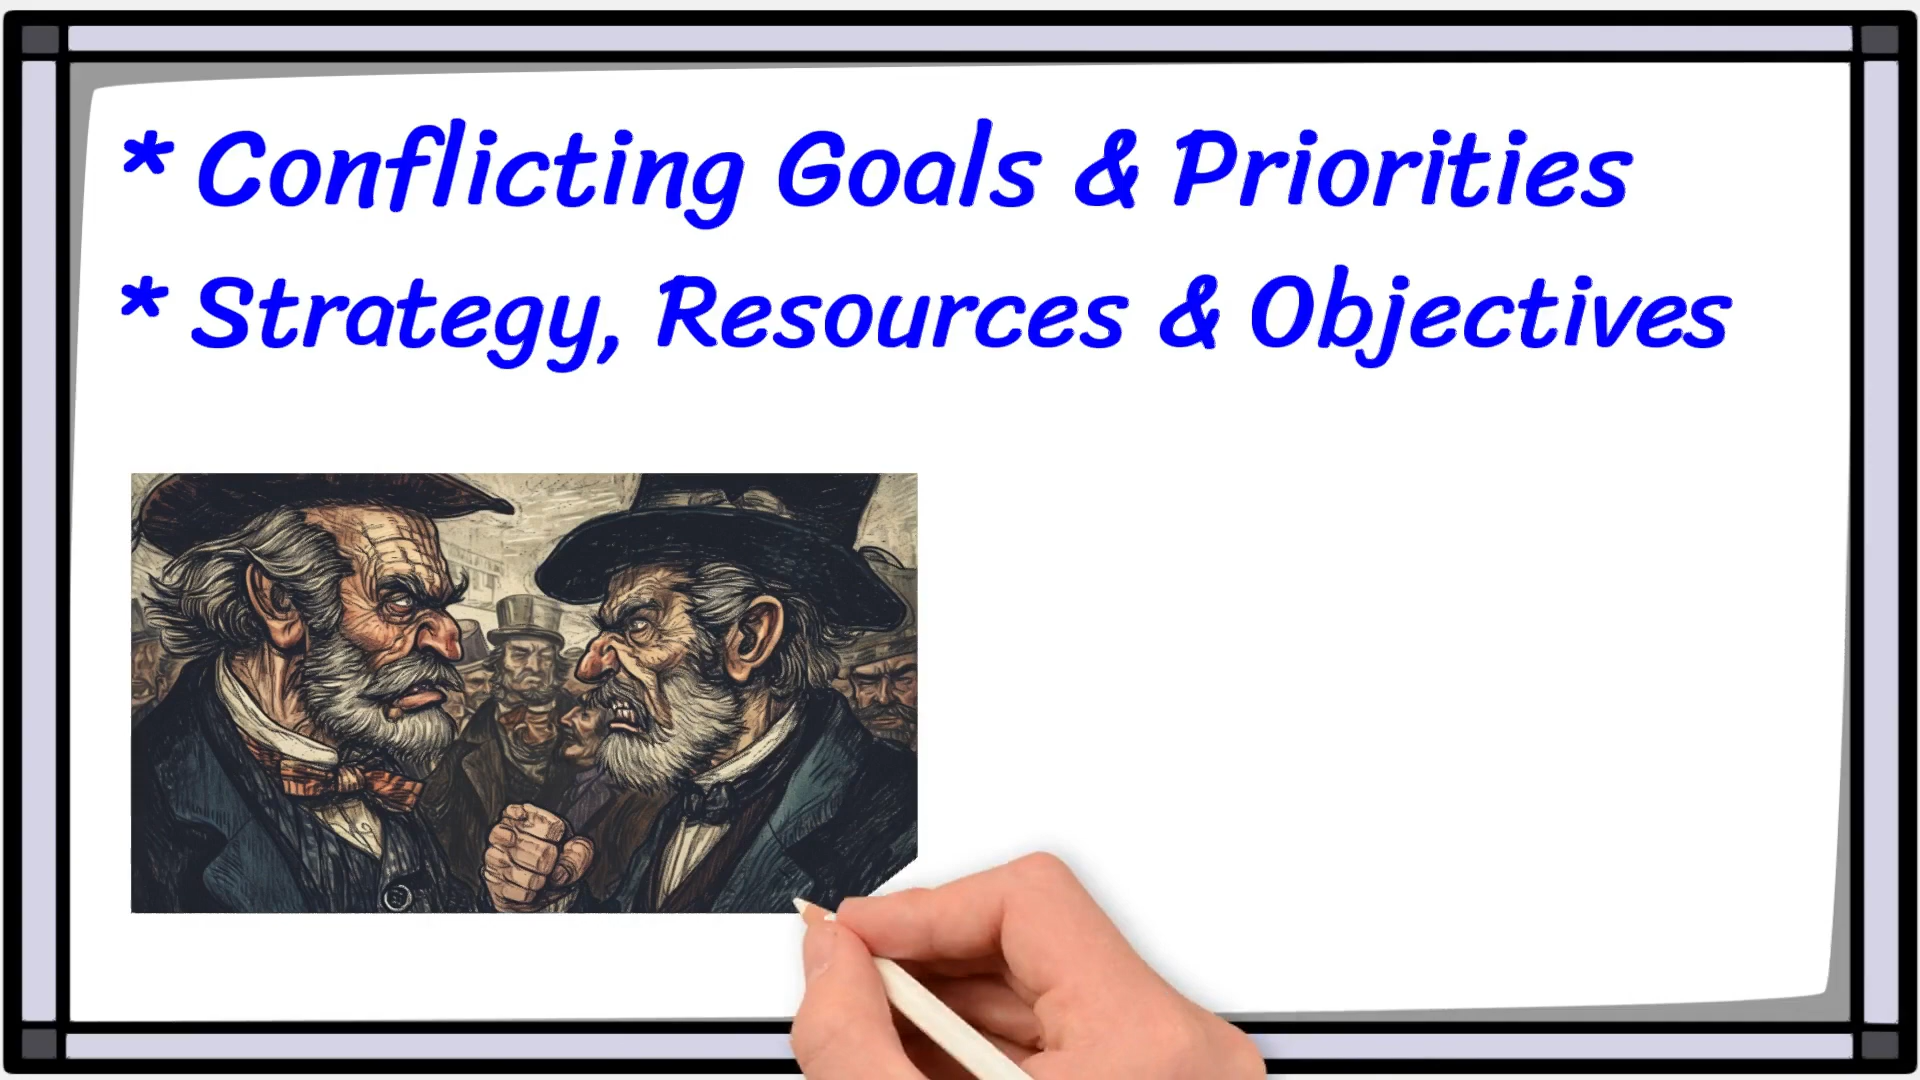 * Conflicting Goals & Priorities
* Strategy, Resources & Objectives